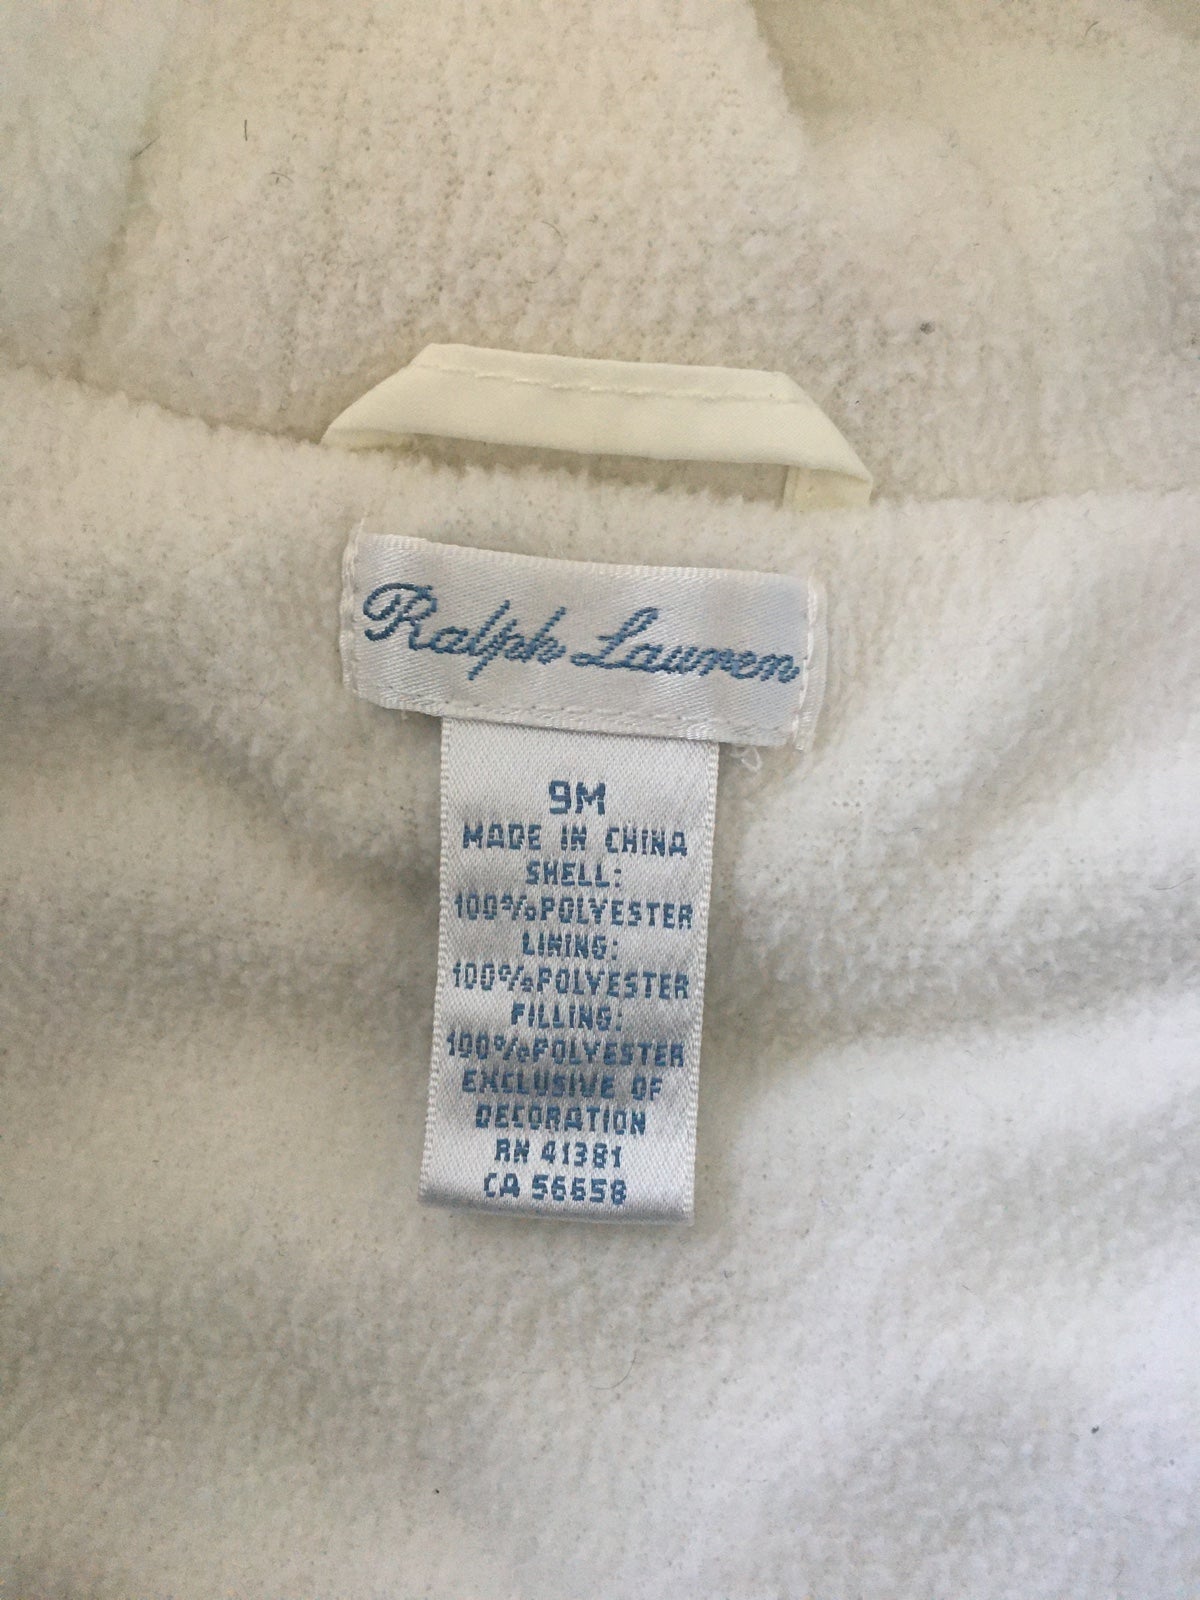 Ralph Lauren
9M
MADE IN CHINA
SHELL:
100%POLYESTER
LINING:
100%POLYESTER
FILLING:
100%POLYESTER
EXCLUSIVE OF
DECORATION
RN 41381
CA 56658